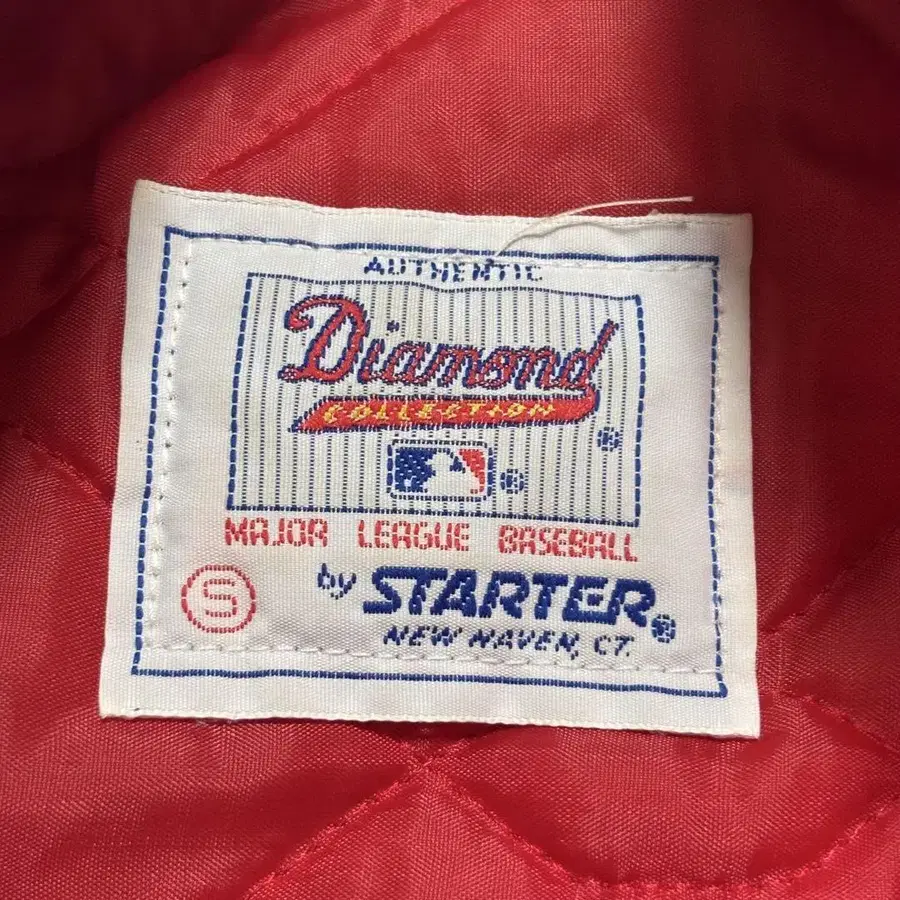 AUTHENTIC
Diamond
COLLECTION
®
®
MAJOR LEAGUE BASEBALL
S
by STARTER®
NEW HAVEN, CT.